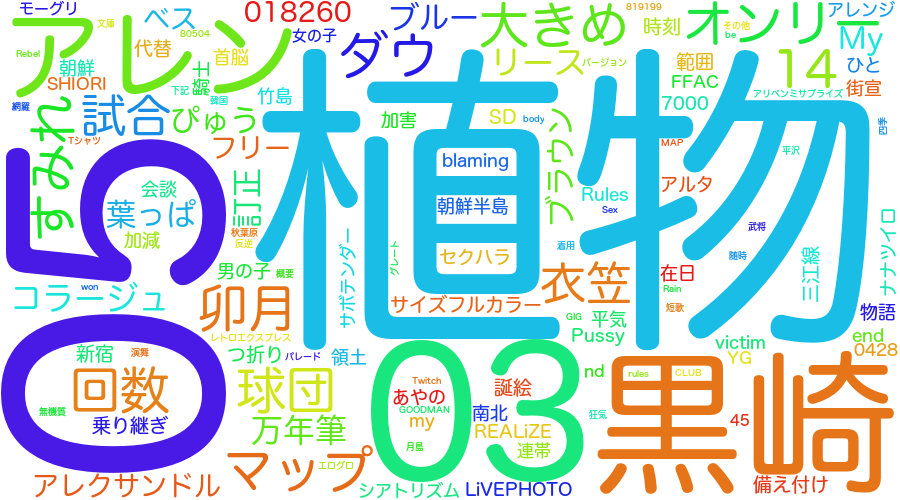 モーグリ
文庫
ベス
018260
ブルー
大きめ
819199
時刻
オンリー
アレンジ
80504
その他
be
Rebel
アレン
代替
首脳
女の子
ダウ
バージョン
My
朝鮮
SHIORI
下記
騎士
韓国
リース
範囲
FFAC
14
ひと
街宣
アリペンミサプライズ
網羅
すみれ
試合
竹島
ぴゅう
加害
SD
body
7000
四季
Tシャツ
フリー
植物
blaming
ブラウン
MAP
平沢
50
会談
葉っぱ
訂正
朝鮮半島
Rules
アルタ
加減
秋葉原
反逆
セクハラ
Sex
武将
ナナツイロ
男の子
概要
サボテンダー
グレート
着用
衣笠
在日
随時
三江線
won
コラージュ
卯月
サイズフルカラー
Rain
短歌
物語
レトロエクスプレス
GIG
平気
新宿
演舞
つ折り
パレード
領土
03
Pussy
victim
end
YG
0428
回数
球団
Twitch
誕絵
nd
rules
CLUB
黒崎
無機質
乗り継ぎ
あやの
GOODMAN
my
南北
狂気
45
万年筆
月島
REALiZE
連帯
アレクサンドル
マップ
エログロ
シアトリズム
LiVEPHOTO
備え付け